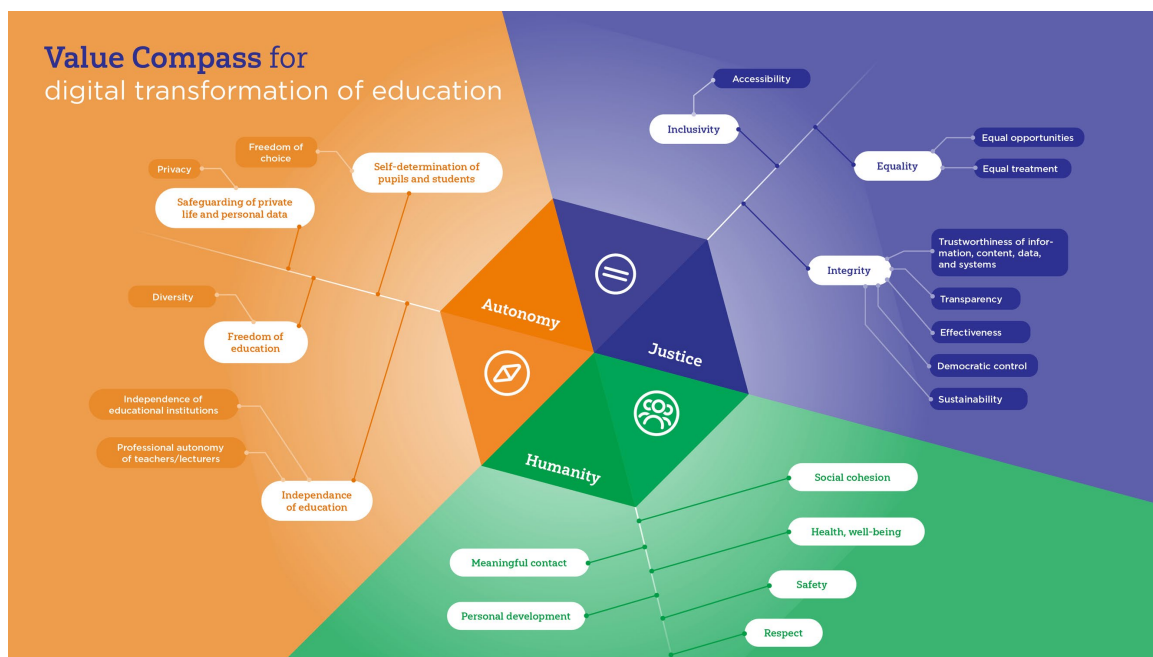 Value Compass for
digital transformation of education
Freedom of
choice
Self-determination of
pupils and students
Privacy
Safeguarding of private
life and personal data
Diversity
Freedom of
education
Independence of
educational institutions
Professional autonomy
of teachers/lecturers
Independance
of education
Autonomy
Accessibility
Inclusivity
Equal opportunities
Equality
Equal treatment
Trustworthiness of infor-
mation, content, data,
and systems
Integrity
Transparency
Effectiveness
Democratic control
Sustainability
Justice
Humanity
Social cohesion
Health, well-being
Meaningful contact
Safety
Personal development
Respect